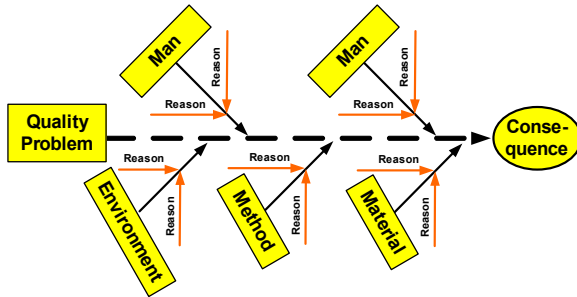 Man
Reason
Reason
Man
Reason
Reason
Quality
Problem
Conse-
quence
Reason
Reason
Environment
Reason
Reason
Method
Reason
Reason
Material